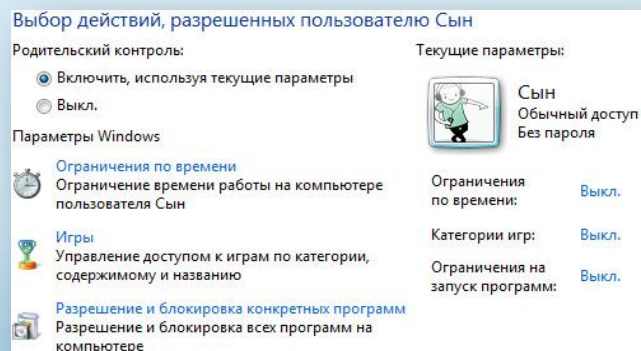 Выбор действий, разрешенных пользователю Сын
Родительский контроль:
Включить, используя текущие параметры
Выкл.
Параметры Windows
Ограничения по времени
Ограничение времени работы на компьютере
пользователя Сын
Игры
Управление доступом к играм по категории,
содержимому и названию
Разрешение и блокировка конкретных программ
Разрешение и блокировка всех программ на
компьютере
Текущие параметры:
Сын
Обычный доступ
Без пароля
Ограничения
по времени: Выкл.
Категории игр: Выкл.
Ограничения на
запуск программ: Выкл.